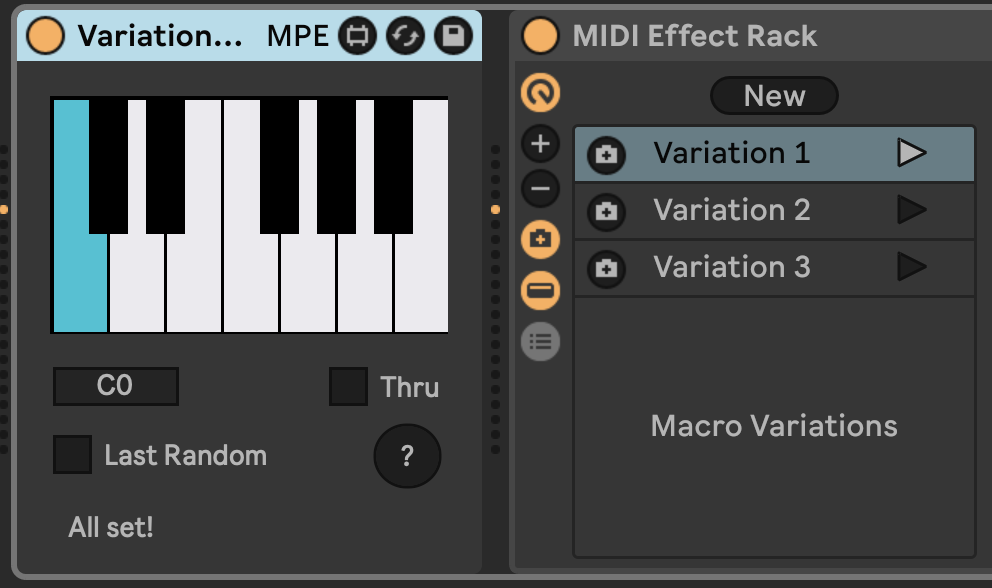 Variation... MPE
C0
Thru
Last Random
?
All set!
MIDI Effect Rack
New
Variation 1
Variation 2
Variation 3
Macro Variations